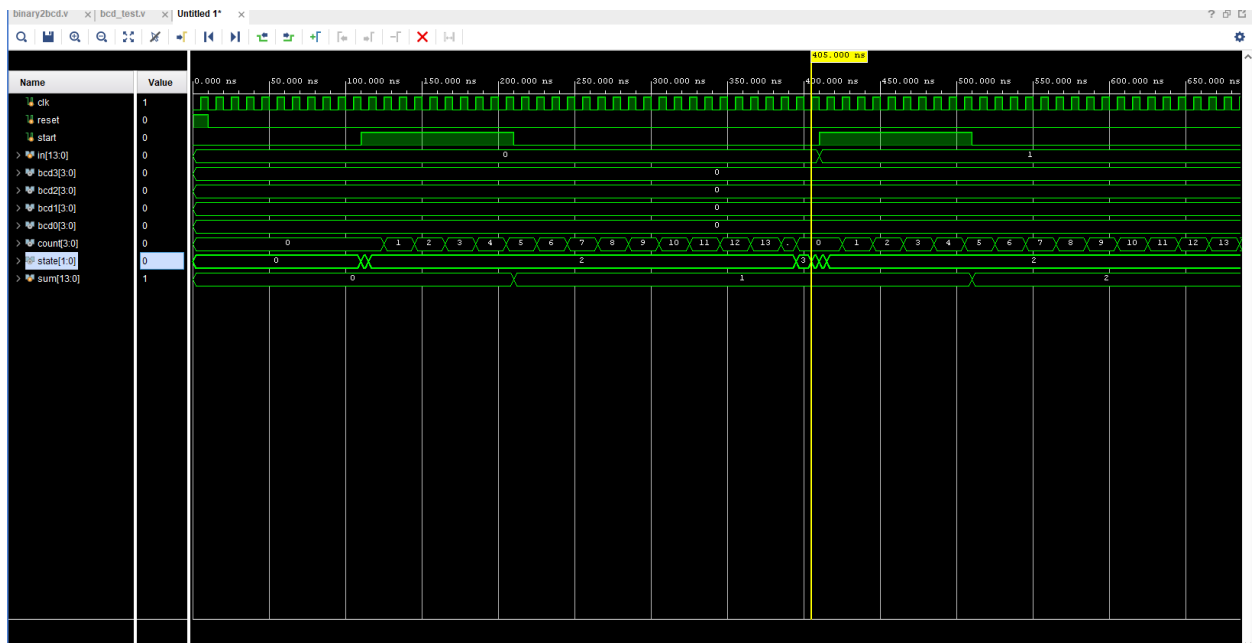 binary2bcd.v × bcd_test.v × Untitled 1* × ?
405.000 ns
Name Value 0.000 ns 50.000 ns 100.000 ns 150.000 ns 200.000 ns 250.000 ns 300.000 ns 350.000 ns 400.000 ns 450.000 ns 500.000 ns 550.000 ns 600.000 ns 650.000 ns
clk 1
reset 0
start 0
in[13:0] 0 0 1
bcd3[3:0] 0 0
bcd2[3:0] 0 0
bcd1[3:0] 0 0
bcd0[3:0] 0 0
count[3:0] 0 0 1 2 3 4 5 6 7 8 9 10 11 12 13 . 0 1 2 3 4 5 6 7 8 9 10 11 12 13
state[1:0] 0 0 2 3 2
sum[13:0] 1 0 1 2